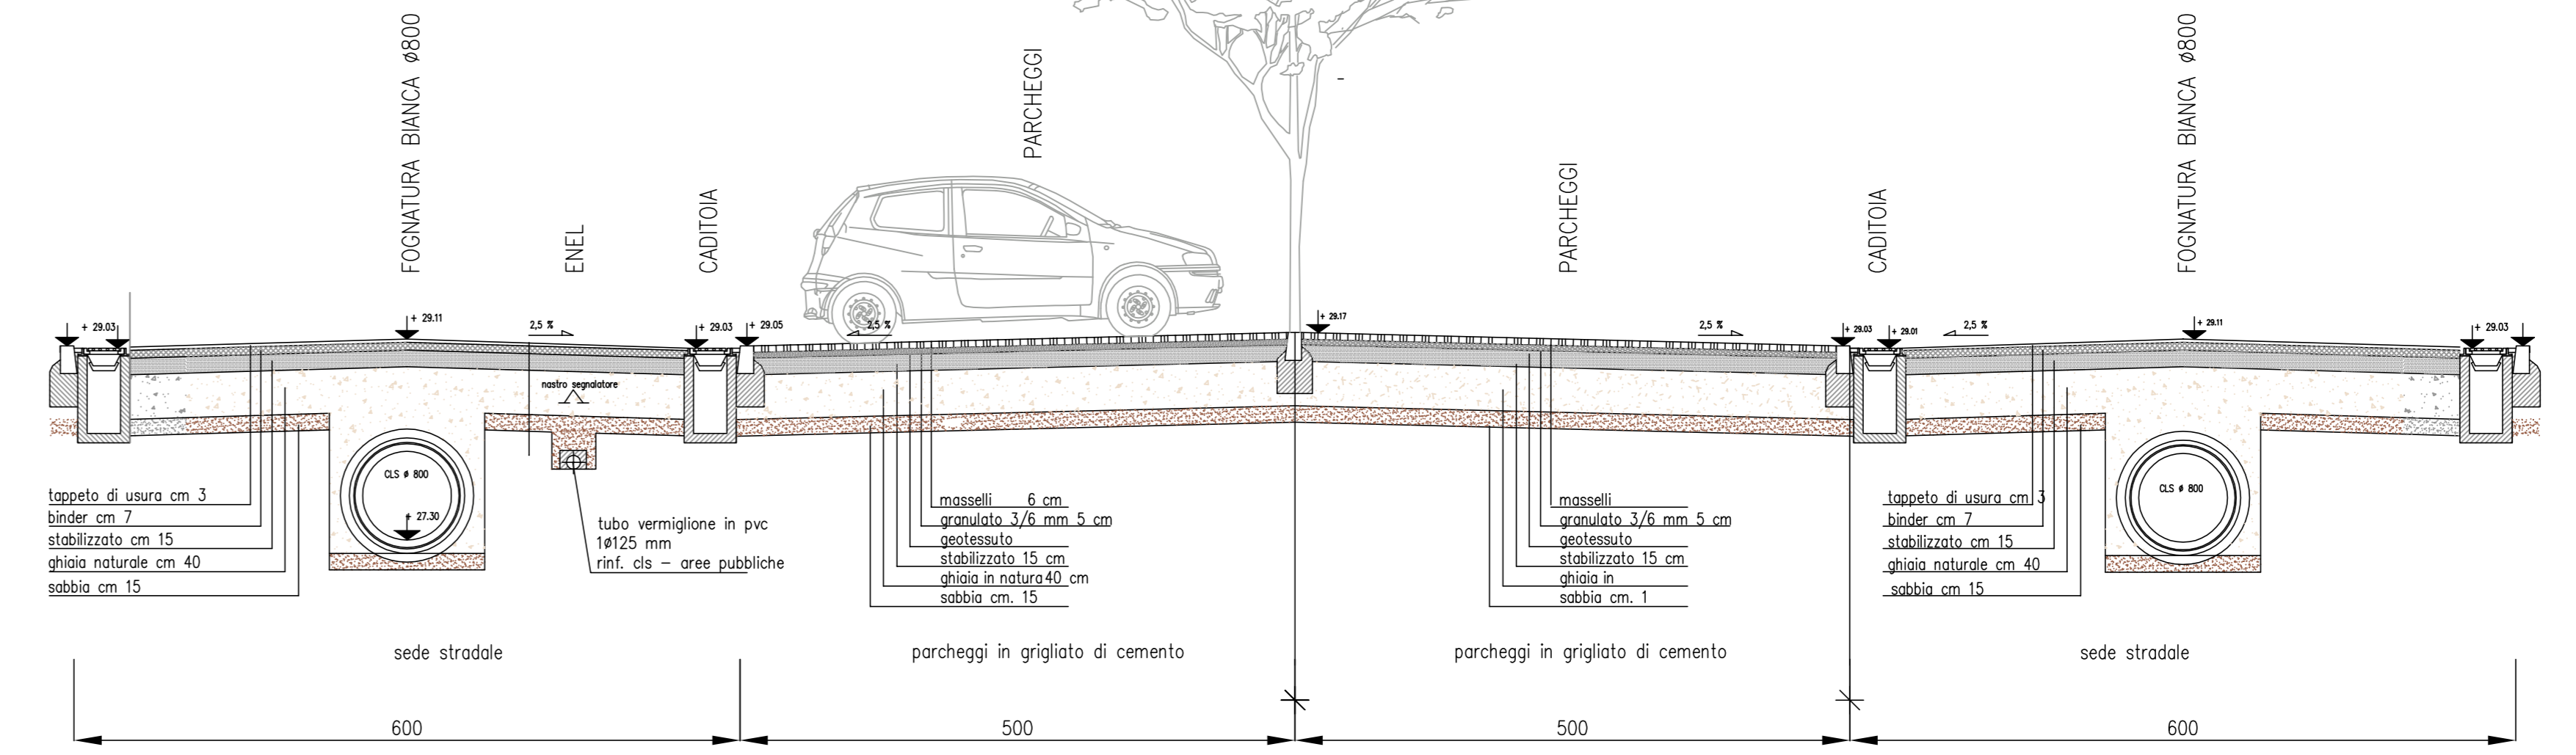 FOGNATURA BIANCA ø800
ENEL
CADITOIA
PARCHEGGI
PARCHEGGI
CADITOIA
FOGNATURA BIANCA ø800
+ 29.03
+ 29.11
2,5 %
+ 29.03
+ 29.05
2,5 %
+ 29.17
2,5 %
+ 29.03
+ 29.01
2,5 %
+ 29.11
+ 29.03
nastro segnalatore
CLS ø 800
+ 27.30
CLS ø 800
tappeto di usura cm 3
binder cm 7
stabilizzato cm 15
ghiaia naturale cm 40
sabbia cm 15
tubo vermiglione in pvc
1ø125 mm
rinf. cls – aree pubbliche
masselli 6 cm
granulato 3/6 mm 5 cm
geotessuto
stabilizzato 15 cm
ghiaia in natura 40 cm
sabbia cm. 15
masselli
granulato 3/6 mm 5 cm
geotessuto
stabilizzato 15 cm
ghiaia in
sabbia cm. 1
tappeto di usura cm 3
binder cm 7
stabilizzato cm 15
ghiaia naturale cm 40
sabbia cm 15
sede stradale
parcheggi in grigliato di cemento
parcheggi in grigliato di cemento
sede stradale
600
500
500
600